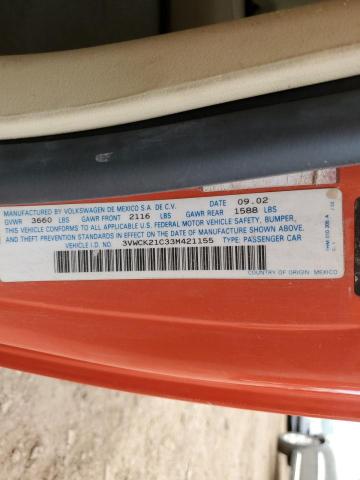 MANUFACTURED BY VOLKSWAGEN DE MEXICO S.A. DE C.V. DATE 09.02
GVWR 3660 LBS GAWR FRONT 2116 LBS GAWR REAR 1588 LBS
THIS VEHICLE CONFORMS TO ALL APPLICABLE U.S. FEDERAL MOTOR VEHICLE SAFETY, BUMPER,
AND THEFT PREVENTION STANDARDS IN EFFECT ON THE DATE OF MANUFACTURE SHOWN ABOVE.
VEHICLE I.D. NO. 3VWCK21C33M421155 TYPE: PASSENGER CAR
COUNTRY OF ORIGIN: MEXICO